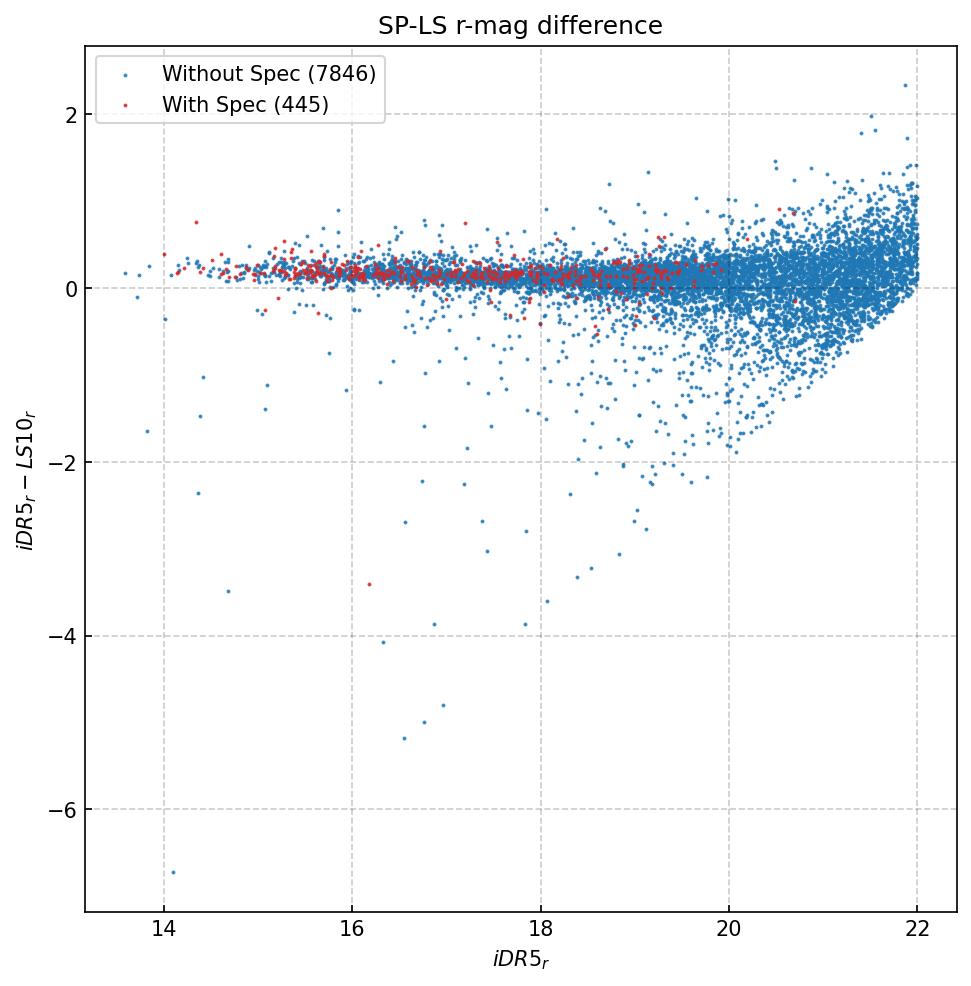 SP-LS r-mag difference
Without Spec (7846)
With Spec (445)
2
0
−2
−4
−6
iDR5r − LS10r
14 16 18 20 22
iDR5r